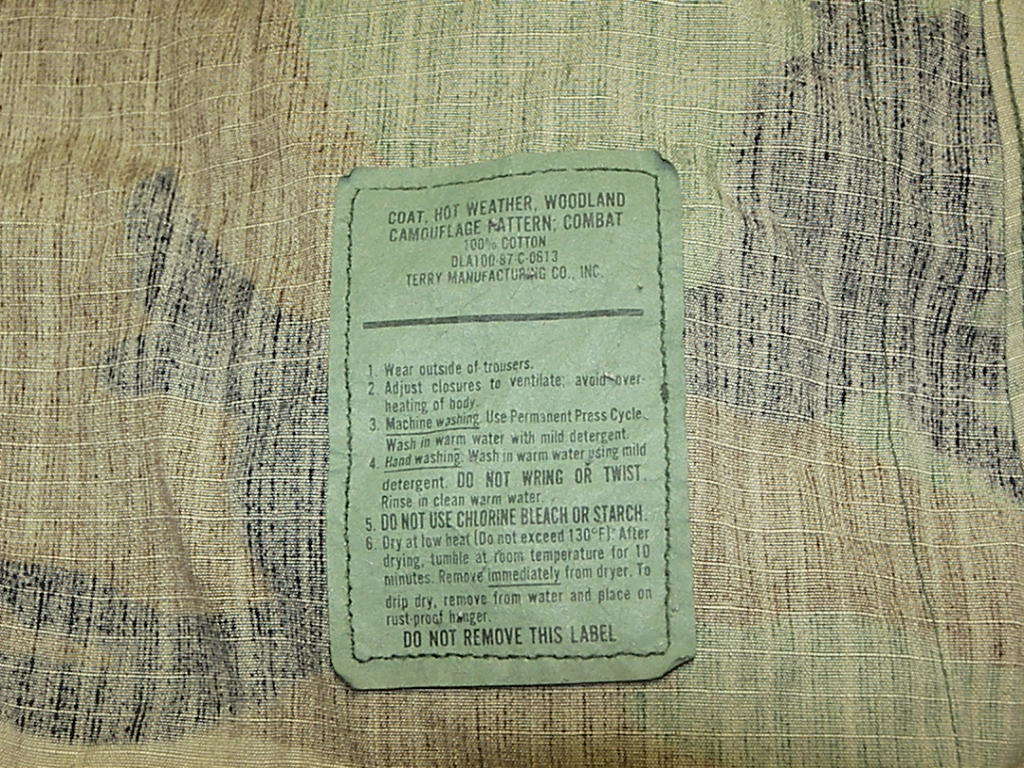 COAT, HOT WEATHER, WOODLAND
CAMOUFLAGE PATTERN; COMBAT
100% COTTON
DLA100-87-C-0613
TERRY MANUFACTURING CO., INC.
1. Wear outside of trousers.
2. Adjust closures to ventilate; avoid over-
heating of body.
3. Machine washing. Use Permanent Press Cycle.
Wash in warm water with mild detergent.
4. Hand washing. Wash in warm water using mild
detergent. DO NOT WRING OR TWIST.
Rinse in clean warm water.
5. DO NOT USE CHLORINE BLEACH OR STARCH.
6. Dry at low heat (Do not exceed 130°F). After
drying, tumble at room temperature for 10
minutes. Remove immediately from dryer. To
drip dry, remove from water and place on
rust-proof hanger.
DO NOT REMOVE THIS LABEL